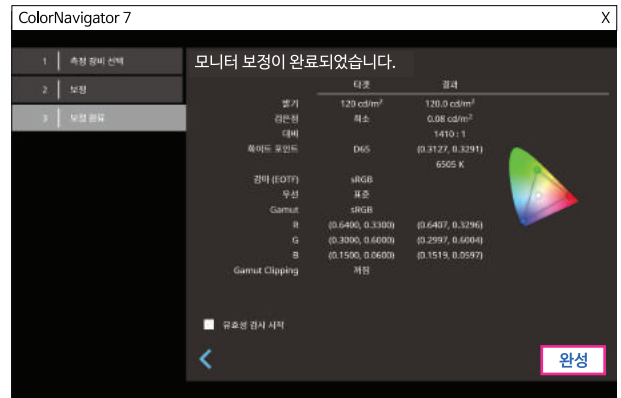 ColorNavigator 7 X
1 측정 장비 선택
2 보정
3 보정 완료
모니터 보정이 완료되었습니다.
타겟 결과
밝기 120 cd/m² 120.0 cd/m²
검은점 최소 0.08 cd/m²
대비 1410 : 1
화이트 포인트 D65 (0.3127, 0.3291)
6505 K
감마 (EOTF) sRGB
우선 표준
Gamut sRGB
R (0.6400, 0.3300) (0.6407, 0.3296)
G (0.3000, 0.6000) (0.2997, 0.6004)
B (0.1500, 0.0600) (0.1519, 0.0597)
Gamut Clipping 꺼짐
유효성 검사 시작
완성